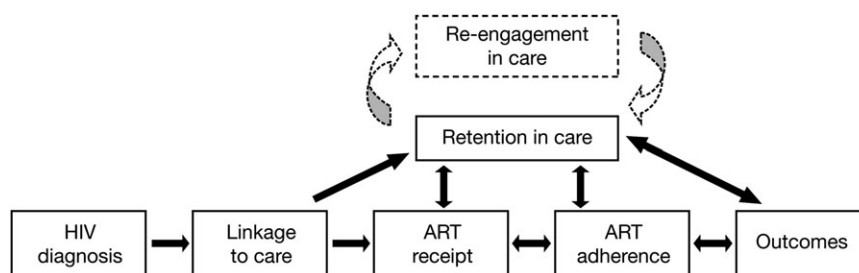 Re-engagement
in care
Retention in care
HIV
diagnosis
Linkage
to care
ART
receipt
ART
adherence
Outcomes